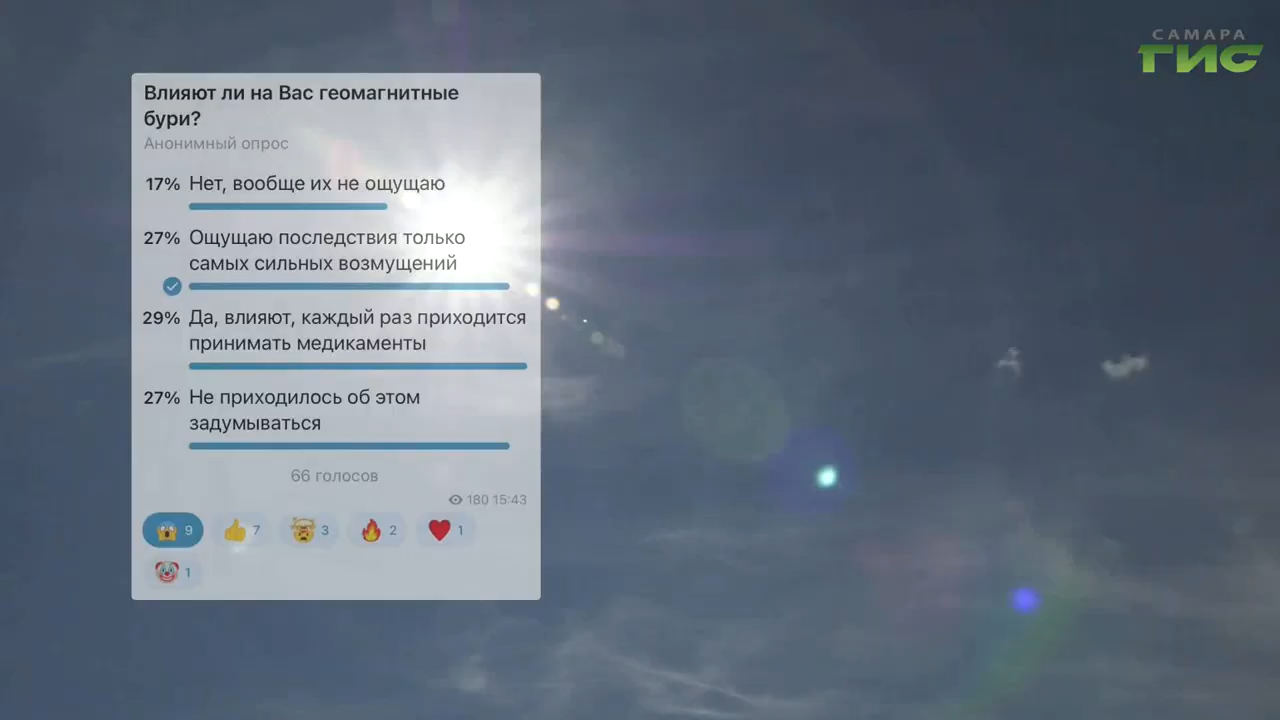 САМАРА
ГИС
Влияют ли на Вас геомагнитные
бури?
Анонимный опрос
17% Нет, вообще их не ощущаю
27% Ощущаю последствия только
самых сильных возмущений
29% Да, влияют, каждый раз приходится
принимать медикаменты
27% Не приходилось об этом
задумываться
66 голосов
180 15:43
9 7 3 2 1
1